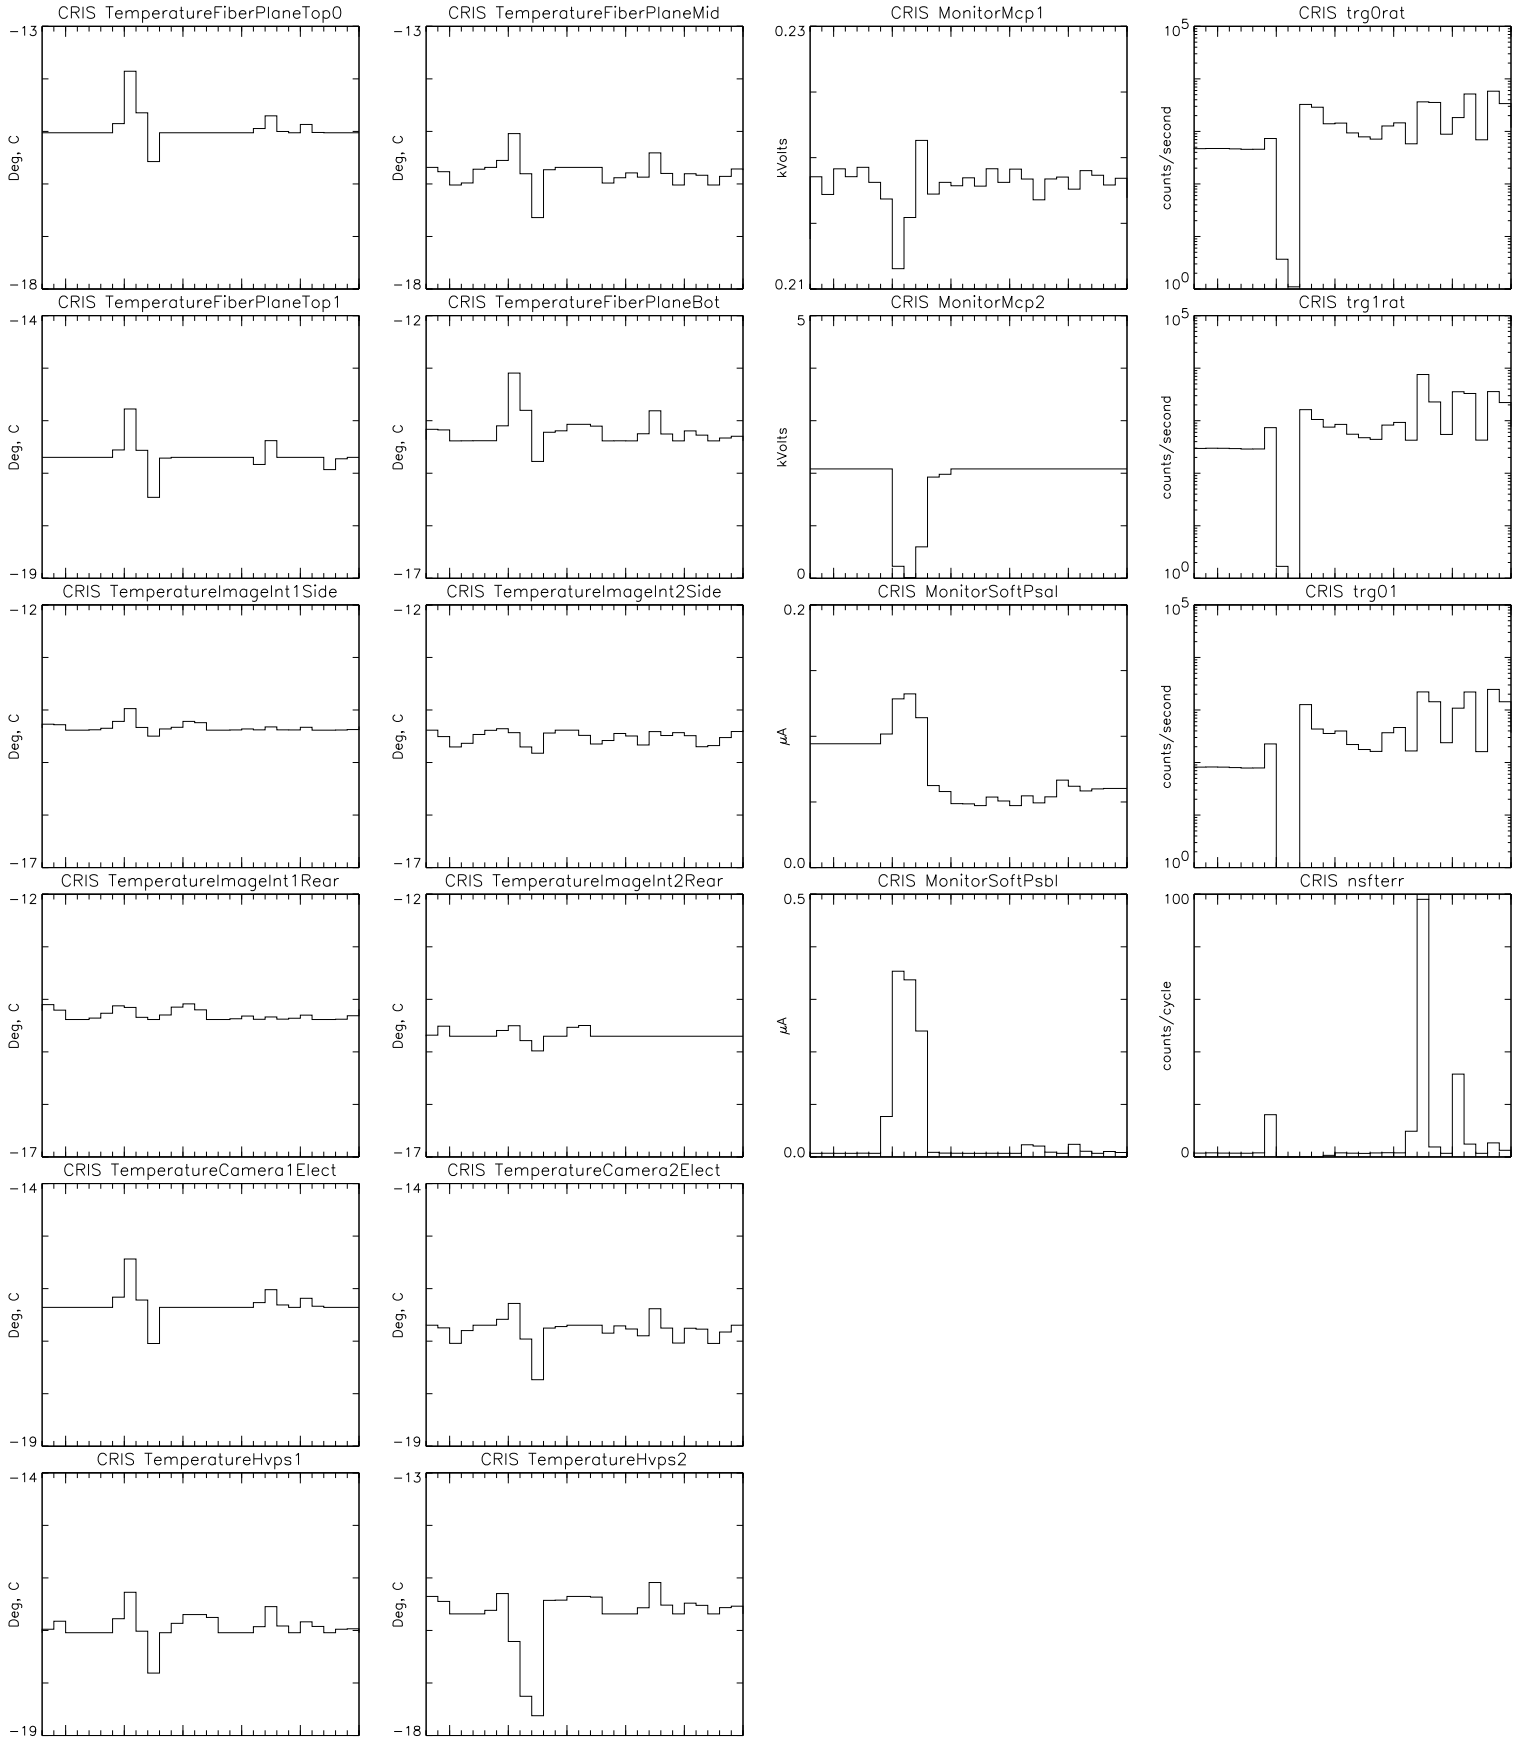 CRIS TemperatureFiberPlaneTop0
-13
Deg, C
-18
CRIS TemperatureFiberPlaneMid
-13
Deg, C
-18
CRIS MonitorMcp1
0.23
kVolts
0.21
CRIS trg0rat
10^5
counts/second
10^0
CRIS TemperatureFiberPlaneTop1
-14
Deg, C
-19
CRIS TemperatureFiberPlaneBot
-12
Deg, C
-17
CRIS MonitorMcp2
5
kVolts
0
CRIS trg1rat
10^5
counts/second
10^0
CRIS TemperatureImageInt1Side
-12
Deg, C
-17
CRIS TemperatureImageInt2Side
-12
Deg, C
-17
CRIS MonitorSoftPsaI
0.2
μA
0.0
CRIS trg01
10^5
counts/second
10^0
CRIS TemperatureImageInt1Rear
-12
Deg, C
-17
CRIS TemperatureImageInt2Rear
-12
Deg, C
-17
CRIS MonitorSoftPsbI
0.5
μA
0.0
CRIS nsfterr
100
counts/cycle
0
CRIS TemperatureCamera1Elect
-14
Deg, C
-19
CRIS TemperatureCamera2Elect
-14
Deg, C
-19
CRIS TemperatureHvps1
-14
Deg, C
-19
CRIS TemperatureHvps2
-13
Deg, C
-18